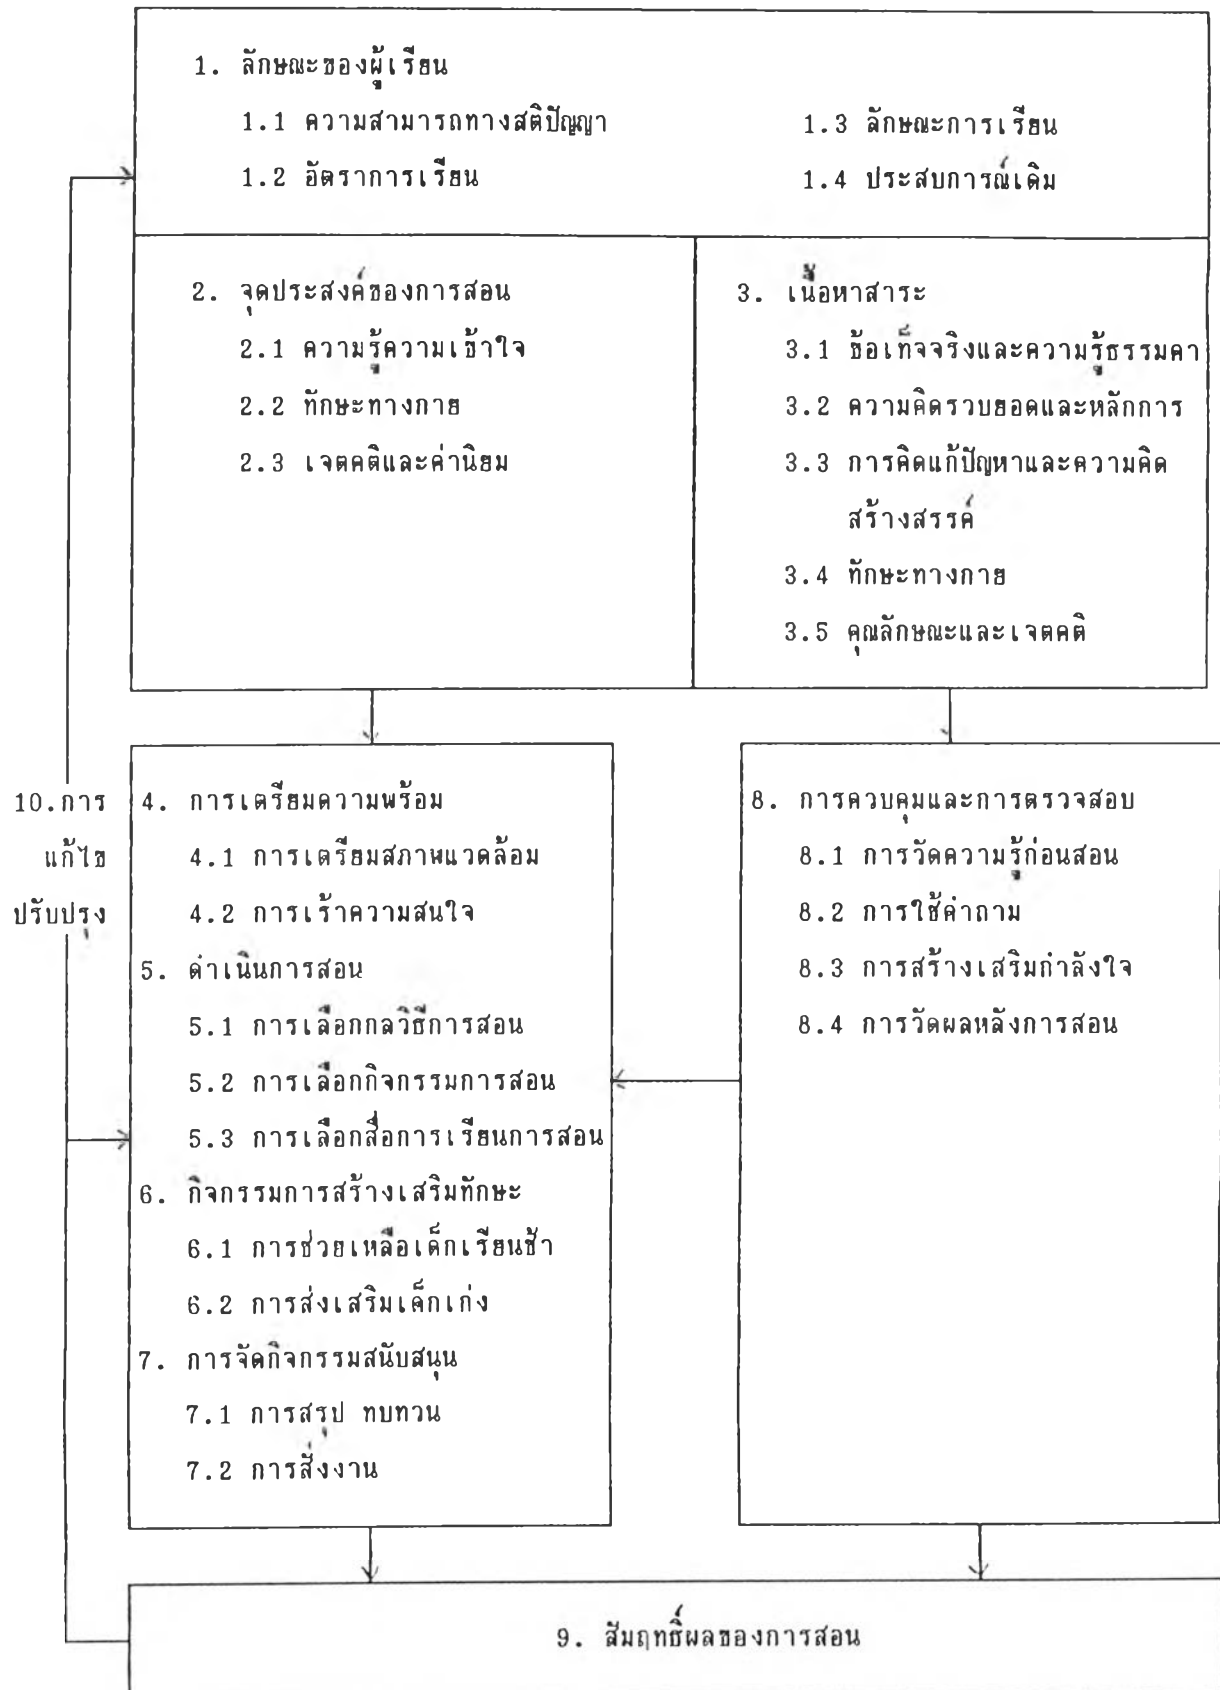 1. ลักษณะของผู้เรียน
1.1 ความสามารถทางสติปัญญา
1.2 อัตราการเรียน
1.3 ลักษณะการเรียน
1.4 ประสบการณ์เดิม
2. จุดประสงค์ของการสอน
2.1 ความรู้ความเข้าใจ
2.2 ทักษะทางกาย
2.3 เจตคติและค่านิยม
3. เนื้อหาสาระ
3.1 ข้อเท็จจริงและความรู้ธรรมดา
3.2 ความคิดรวบยอดและหลักการ
3.3 การคิดแก้ปัญหาและความคิด
สร้างสรรค์
3.4 ทักษะทางกาย
3.5 คุณลักษณะและเจตคติ
10.การ
แก้ไข
ปรับปรุง
4. การเตรียมความพร้อม
4.1 การเตรียมสภาพแวดล้อม
4.2 การเร้าความสนใจ
5. ดำเนินการสอน
5.1 การเลือกกลวิธีการสอน
5.2 การเลือกกิจกรรมการสอน
5.3 การเลือกสื่อการเรียนการสอน
6. กิจกรรมการสร้างเสริมทักษะ
6.1 การช่วยเหลือเด็กเรียนช้า
6.2 การส่งเสริมเด็กเก่ง
7. การจัดกิจกรรมสนับสนุน
7.1 การสรุป ทบทวน
7.2 การสั่งงาน
8. การควบคุมและการตรวจสอบ
8.1 การวัดความรู้ก่อนสอน
8.2 การใช้คำถาม
8.3 การสร้างเสริมกำลังใจ
8.4 การวัดผลหลังการสอน
9. สัมฤทธิ์ผลของการสอน